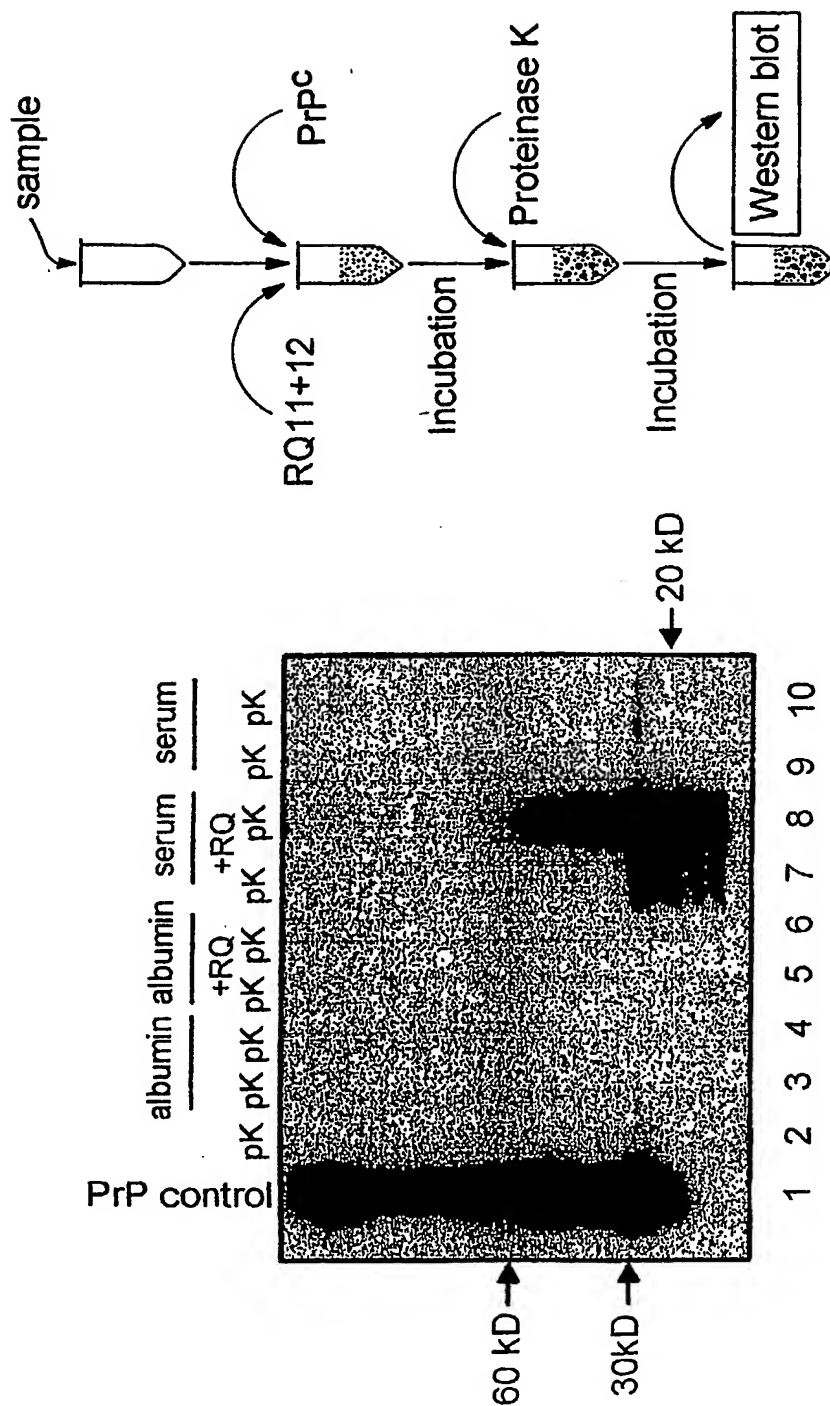 albumin albumin serum serum
+RQ +RQ
PrP control pK pK pK pK pK pK pK pK pK
60 kD
30kD
20 kD
1 2 3 4 5 6 7 8 9 10
sample
RQ11+12 PrPᶜ
Incubation
Proteinase K
Incubation
Western blot